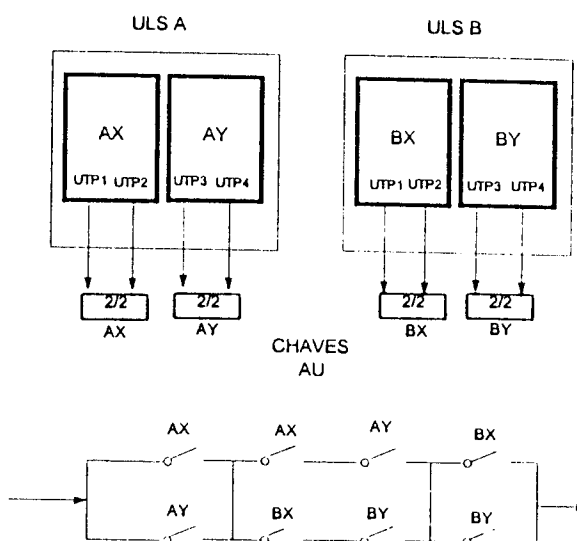 ULS A ULS B
AX AY BX BY
UTP1 UTP2 UTP3 UTP4 UTP1 UTP2 UTP3 UTP4
2/2 2/2 2/2 2/2
AX AY BX BY
CHAVES
AU
AX AX AY BX
AY BX BY BY